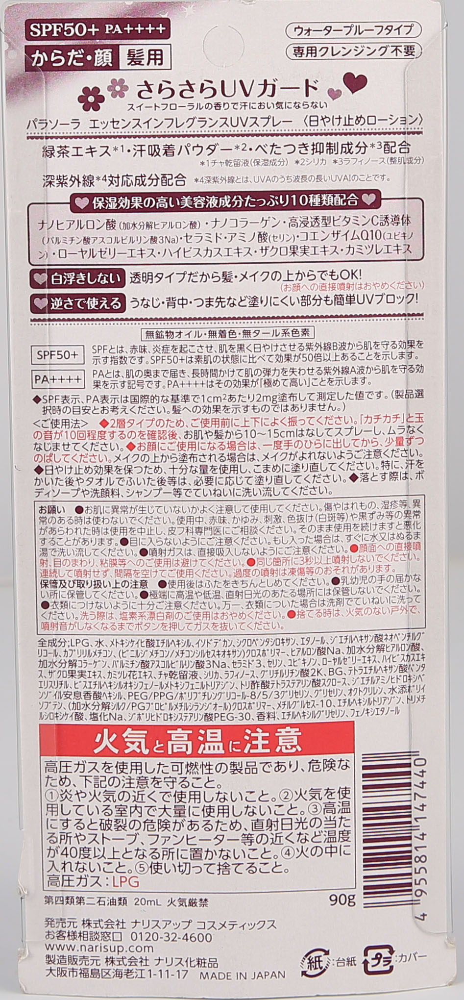 SPF50+ PA++++
ウォータープルーフタイプ
からだ・顔 髪用
専用クレンジング不要
さらさらUVガード
スイートフローラルの香りで汗におい気にならない
パラソーラ エッセンスインフレグランスUVスプレー 〈日やけ止めローション〉
緑茶エキス*1・汗吸着パウダー*2・べたつき抑制成分*3配合
*1チャ乾留液(保湿成分) *2シリカ *3ラフィノース(整肌成分)
深紫外線*4対応成分配合 *4深紫外線とは、UVAのうち波長の長いUVAIのことです。
保湿効果の高い美容液成分たっぷり10種類配合
ナノヒアルロン酸(加水分解ヒアルロン酸)・ナノコラーゲン・高浸透型ビタミンC誘導体
(パルミチン酸アスコルビルリン酸3Na)・セラミド・アミノ酸(セリン)・コエンザイムQ10(ユビキノ
ン)・ローヤルゼリーエキス・ハイビスカスエキス・ザクロ果実エキス・カミツレエキス
白浮きしない 透明タイプだから髪・メイクの上からでもOK!
(お顔への直接噴射はおやめください)
逆さで使える うなじ・背中・つま先など塗りにくい部分も簡単UVブロック!
無鉱物オイル・無着色・無タール系色素
SPF50+ SPFとは、赤味、炎症を起こさせ、肌を黒く日やけさせる紫外線B波から肌を守る効果を
示す指数です。SPF50+は素肌の状態に比べて効果が50倍以上あることを示します。
PA++++ PAとは、肌の奥まで届き、長時間かけて肌の弾力を失わせる紫外線A波から肌を守る効
果を示す記号です。PA++++はその効果が「極めて高い」ことを示します。
◆SPF表示、PA表示は国際的な基準で1cm²あたり2mg塗布して測定した値です。(製品選
択時の目安とお考えください。髪への効果を示すものではありません。)
<ご使用法> ◆2層タイプのため、ご使用前に上下によく振ってください。「カチカチ」と玉
の音が10回程度するのを確認後、お肌や髪から10～15cmはなしてスプレーし、ムラなく
なじませてください。◆お顔にご使用になる場合は、一度手のひらに出してから、少量ずつ
のばしてください。メイクの上から塗布される場合は、メイクがよれないようご注意ください。
◆日やけ止め効果を保つため、十分な量を使用し、こまめに塗り直してください。特に、汗を
かいた後やタオルでふいた後等は、必要に応じて塗り直してください。◆落とす際は、ボ
ディソープや洗顔料、シャンプー等でていねいに洗い流してください。
お願い ●お肌に異常が生じていないかよく注意して使用してください。傷やはれもの、湿疹等、異
常のある時は使わないでください。使用中、赤味、かゆみ、刺激、色抜け(白斑等)や黒ずみ等の異常
があらわれた時は使用を中止し、皮フ科専門医にご相談ください。そのまま使用を続けますと悪化
することがあります。●目に入らないようにご注意ください。もし入った場合は、すぐに水又はぬるま
湯で洗い流してください。●噴射ガスは、直接吸入しないようにご注意ください。●顔面への直接噴
射、目のまわり、粘膜等へのご使用は避けてください。●同じ箇所に3秒以上噴射しないでください。
連続して噴射せず、間隔を空けてご使用ください。過度の噴射は凍傷等のおそれがあります。
保管及び取り扱い上の注意 ●使用後はふたをきちんとしめてください。●乳幼児の手の届かな
い所に保管してください。●極端に高温や低温、直射日光のあたる場所には保管しないでください。
●衣類につけないように十分ご注意ください。万一、衣類についた場合は洗剤でていねいに洗って
ください。洗う際は、塩素系漂白剤のご使用はおやめください。●捨てる時は、火気のない戸外で、
噴射音がしなくなるまでボタンを押してガスを抜いてください。
全成分;LPG、水、メトキシケイヒ酸エチルヘキシル、イソドデカン、シクロペンタシロキサン、エタノール、ジエチルヘキサン酸ネオペンチルグ
リコール、カプリリルメチコン、(ビニルジメチコン/メチコンシルセスキオキサン)クロスポリマー、ヒアルロン酸Na、加水分解ヒアルロン酸、
加水分解コラーゲン、パルミチン酸アスコルビルリン酸3Na、セラミド3、セリン、ユビキノン、ローヤルゼリーエキス、ハイビスカスエキ
ス、ザクロ果実エキス、カミツレ花エキス、チャ乾留液、シリカ、ラフィノース、グリチルリチン酸2K、BG、テトラエチルヘキサン酸ペンタ
エリスリチル、ビスエチルヘキシルオキシフェノールメトキシフェニルトリアジン、トリ酢酸テトラステアリン酸スクロース、ジエチルアミノヒドロキシベ
ンゾイル安息香酸ヘキシル、PEG/PPG/ポリブチレングリコール-8/5/3グリセリン、グリセリン、オクトクリレン、水添ポリイ
ソブテン、(加水分解シルク/PGプロピルメチルシランジオール)クロスポリマー、メチルグルセス-10、エチルヘキシルトリアゾン、トリメチ
ルシロキシケイ酸、塩化Na、ジポリヒドロキシステアリン酸PEG-30、香料、エチルヘキシルグリセリン、フェノキシエタノール
火気と高温に注意
高圧ガスを使用した可燃性の製品であり、危険な
ため、下記の注意を守ること。
①炎や火気の近くで使用しないこと。②火気を使
用している室内で大量に使用しないこと。③高温
にすると破裂の危険があるため、直射日光の当た
る所やストーブ、ファンヒーター等の近くなど温度
が40度以上となる所に置かないこと。④火の中に
入れないこと。⑤使い切って捨てること。
高圧ガス:LPG
4 955814 147440
第四類第二石油類 20mL 火気厳禁
90g
発売元 株式会社 ナリスアップ コスメティックス
お客様相談窓口 0120-32-4600
www.narisup.com
製造販売元 株式会社 ナリス化粧品
大阪市福島区海老江1-11-17 MADE IN JAPAN
紙:台紙 プラ:カバー